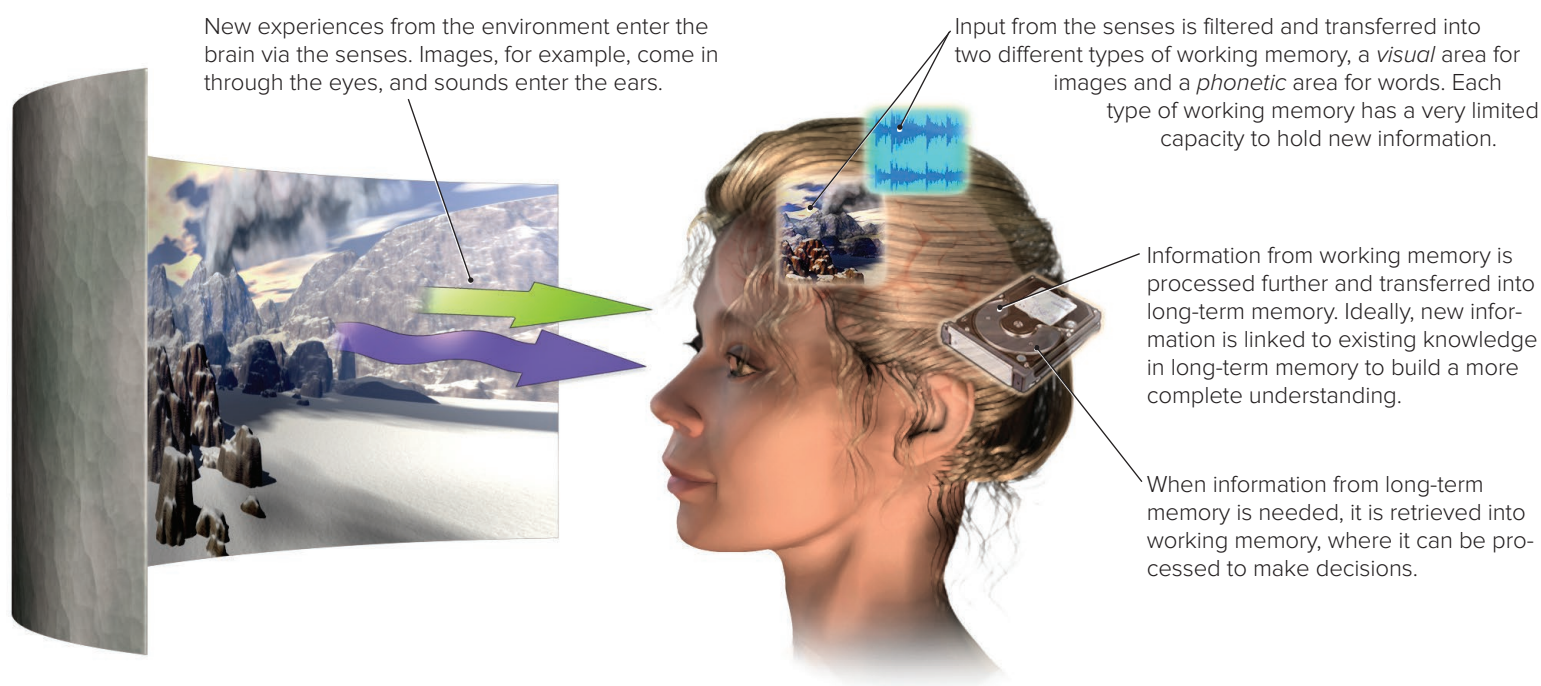 New experiences from the environment enter the
brain via the senses. Images, for example, come in
through the eyes, and sounds enter the ears.
Input from the senses is filtered and transferred into
two different types of working memory, a visual area for
images and a phonetic area for words. Each
type of working memory has a very limited
capacity to hold new information.
Information from working memory is
processed further and transferred into
long-term memory. Ideally, new infor-
mation is linked to existing knowledge
in long-term memory to build a more
complete understanding.
When information from long-term
memory is needed, it is retrieved into
working memory, where it can be pro-
cessed to make decisions.